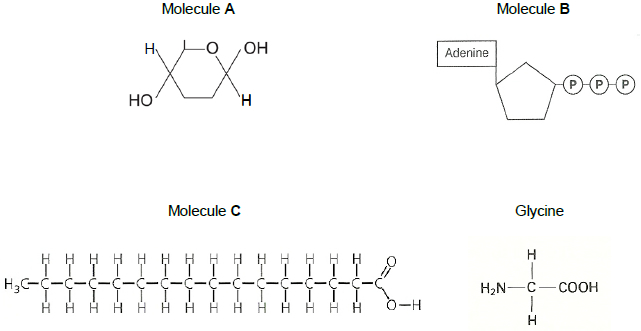 Molecule A
H O OH
HO H
Molecule B
Adenine
P P P
Molecule C
H H H H H H H H H H H H H H O
H₃C-C-C-C-C-C-C-C-C-C-C-C-C-C-C-C
H H H H H H H H H H H H H H O-H
Glycine
H
H₂N-C-COOH
H